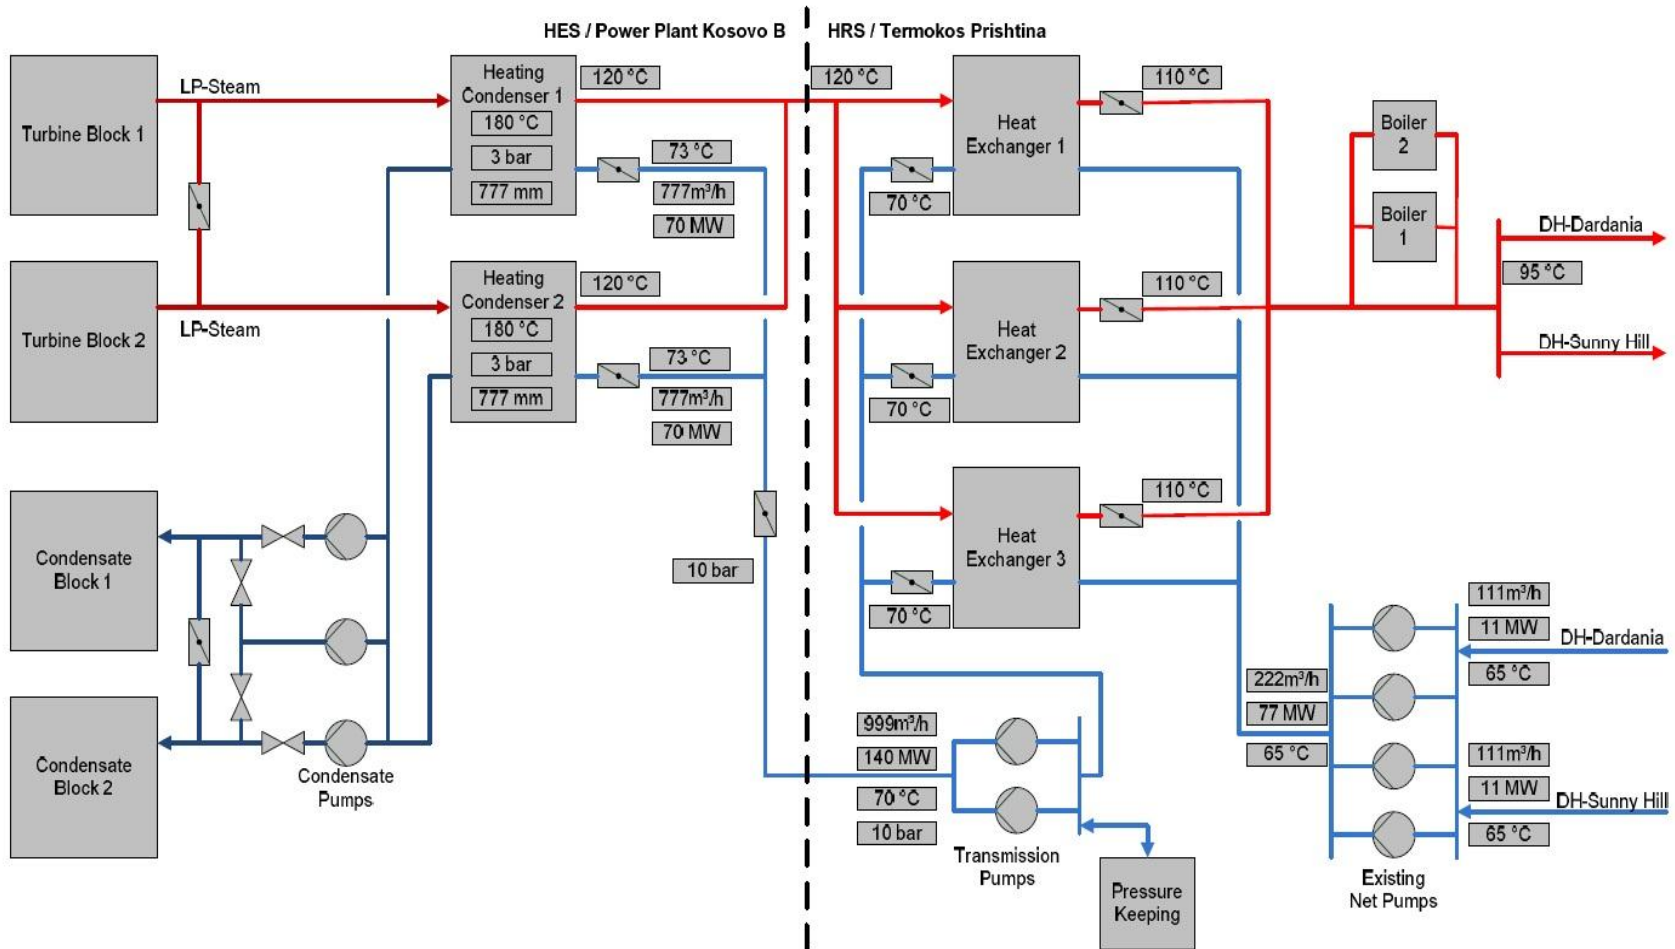 HES / Power Plant Kosovo B
HRS / Termokos Prishtina
Turbine Block 1
LP-Steam
Heating
Condenser 1
180 °C
3 bar
777 mm
120 °C
73 °C
777m³/h
70 MW
120 °C
Heat
Exchanger 1
110 °C
70 °C
Boiler
2
Boiler
1
DH-Dardania
95 °C
DH-Sunny Hill
Turbine Block 2
LP-Steam
Heating
Condenser 2
180 °C
3 bar
777 mm
120 °C
73 °C
777m³/h
70 MW
Heat
Exchanger 2
110 °C
70 °C
Condensate
Block 1
10 bar
Heat
Exchanger 3
110 °C
70 °C
Condensate
Block 2
Condensate
Pumps
999m³/h
140 MW
70 °C
10 bar
Transmission
Pumps
Pressure
Keeping
222m³/h
77 MW
65 °C
111m³/h
11 MW
DH-Dardania
65 °C
111m³/h
11 MW
DH-Sunny Hill
65 °C
Existing
Net Pumps